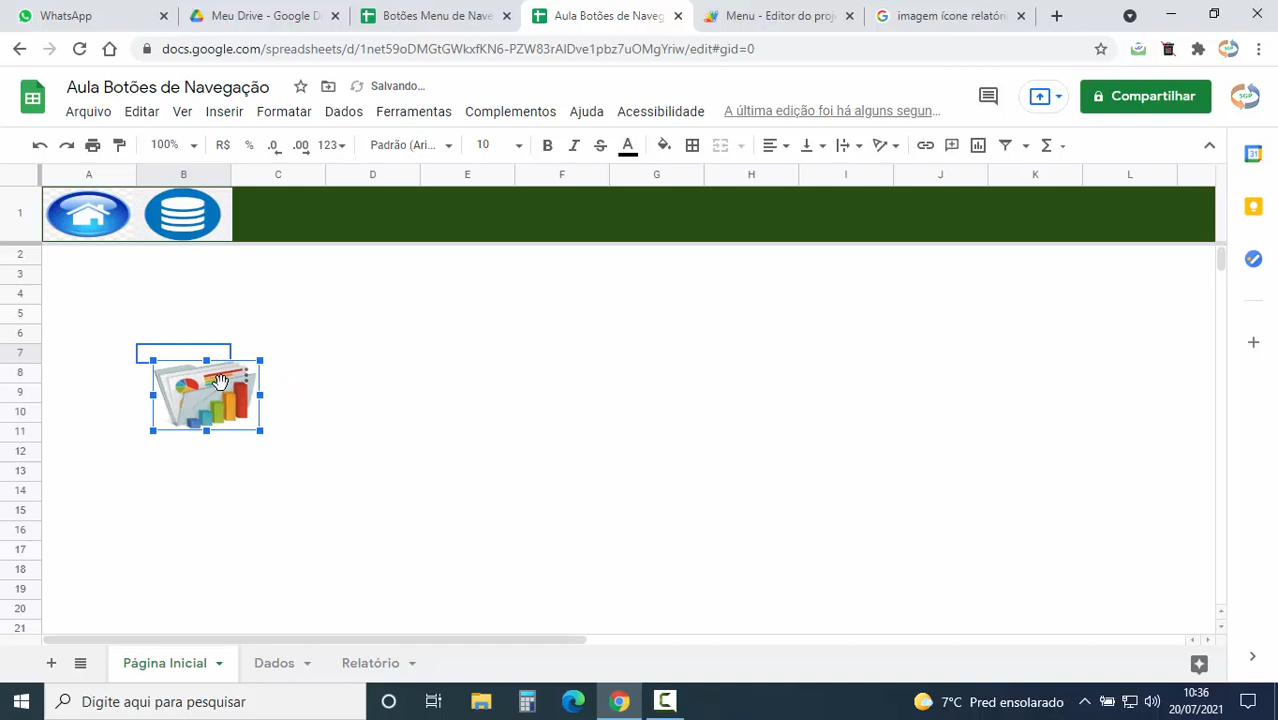 WhatsApp
Meu Drive - Google D
Botões Menu de Nave
Aula Botões de Naveg
Menu - Editor do proj
imagem ícone relatóri
docs.google.com/spreadsheets/d/1net59oDMGtGWkxfKN6-PZW83rAIDve1pbz7uOMgYriw/edit#gid=0
Aula Botões de Navegação
Salvando...
Compartilhar
SGP
Arquivo Editar Ver Inserir Formatar Dados Ferramentas Complementos Ajuda Acessibilidade A última edição foi há alguns segun...
100% R$ % .0 .00 123 Padrão (Ari... 10 B I S A
31
A B C D E F G H I J K L
1
2
3
4
5
6
7
8
9
10
11
12
13
14
15
16
17
18
19
20
21
Página Inicial Dados Relatório
Digite aqui para pesquisar
7°C Pred ensolarado
10:36
20/07/2021